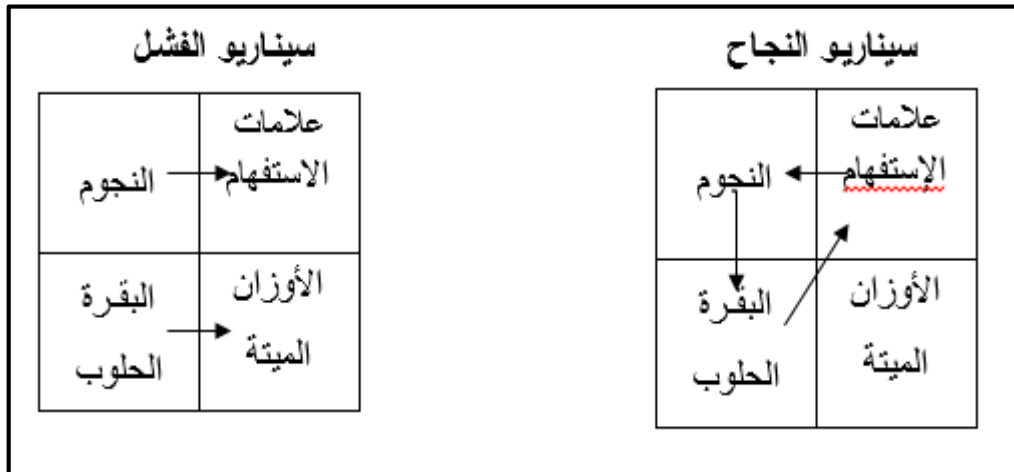 سيناريو النجاح
علامات
الإستفهام
النجوم
الأوزان
الميتة
البقرة
الحلوب
سيناريو الفشل
علامات
الاستفهام
النجوم
الأوزان
الميتة
البقرة
الحلوب